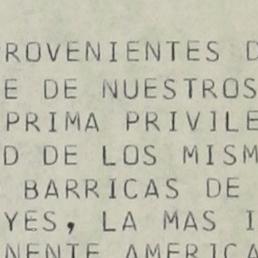 ROVENIENTES D
E DE NUESTROS
PRIMA PRIVILE
D DE LOS MISM
BARRICAS DE
YES, LA MAS I
NENTE AMERICA